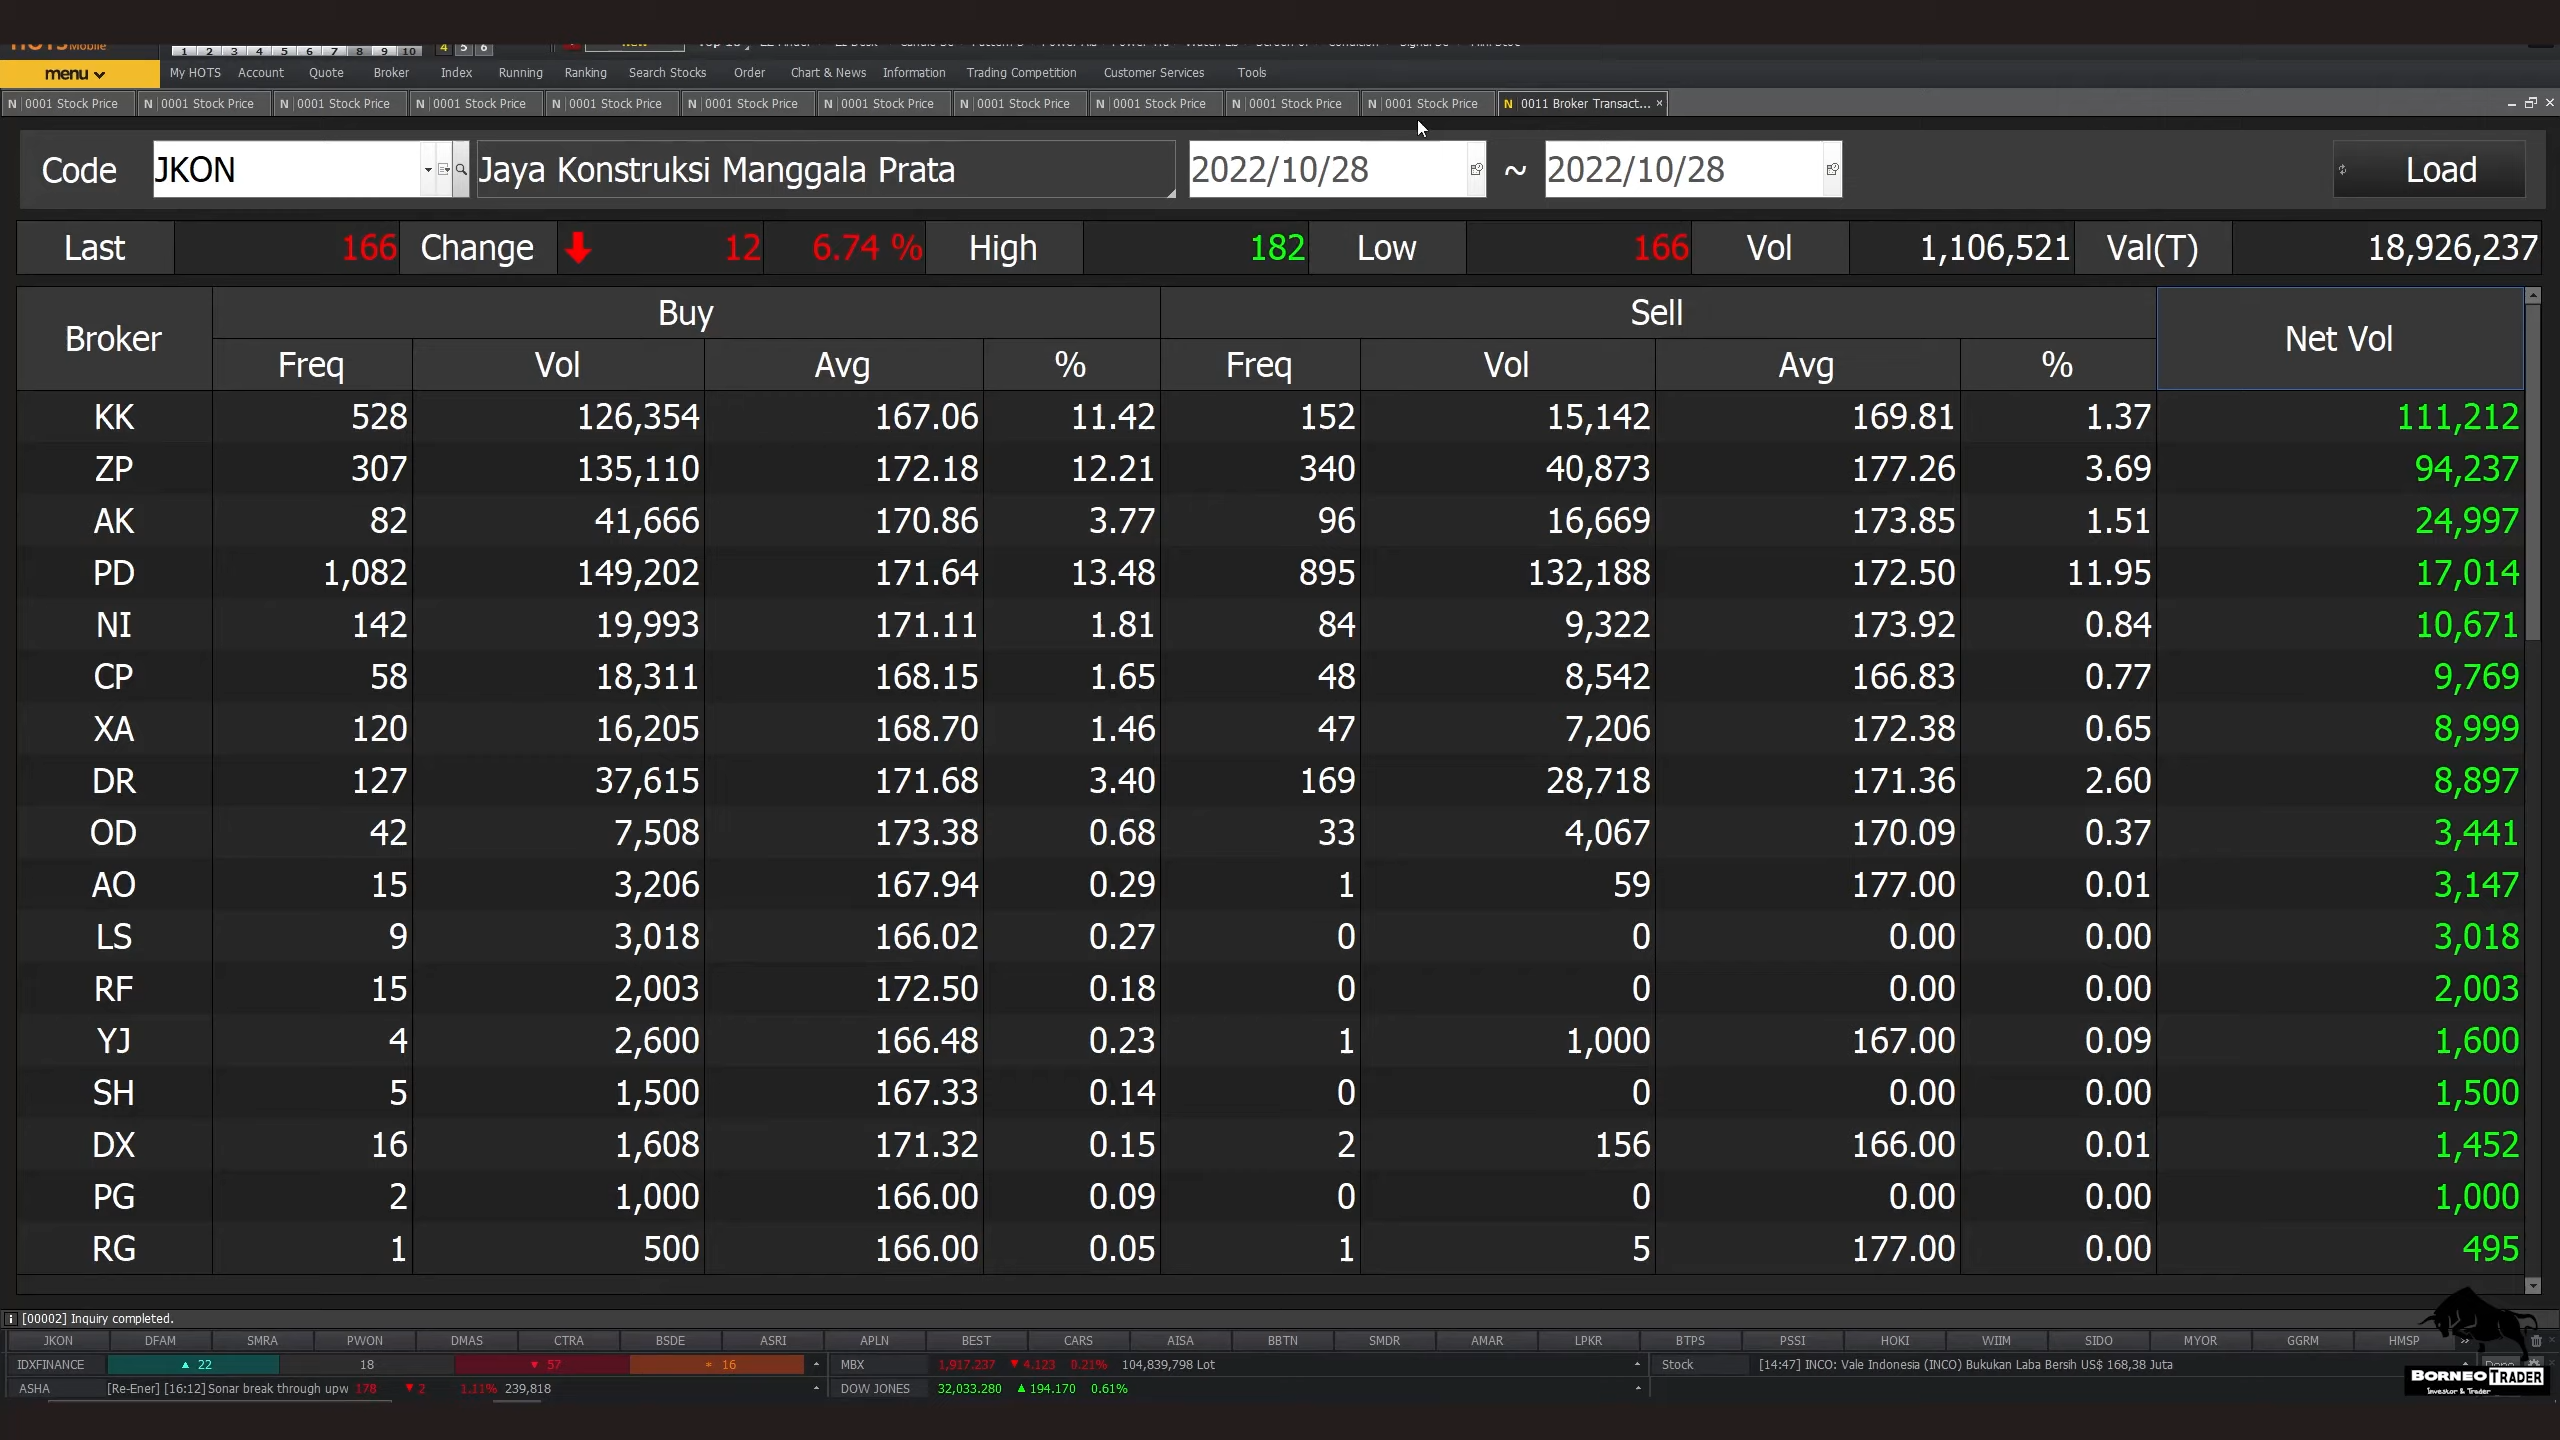 HOTS Mobile
1 2 3 4 5 6 7 8 9 10 4 5 6
menu My HOTS Account Quote Broker Index Running Ranking Search Stocks Order Chart & News Information Trading Competition Customer Services Tools
N 0001 Stock Price N 0001 Stock Price N 0001 Stock Price N 0001 Stock Price N 0001 Stock Price N 0001 Stock Price N 0001 Stock Price N 0001 Stock Price N 0001 Stock Price N 0001 Stock Price N 0001 Stock Price N 0011 Broker Transact... ×
Code JKON Jaya Konstruksi Manggala Prata 2022/10/28 ~ 2022/10/28 Load
Last 166 Change 12 6.74 % High 182 Low 166 Vol 1,106,521 Val(T) 18,926,237
Broker Buy Sell Net Vol
Freq Vol Avg % Freq Vol Avg %
KK 528 126,354 167.06 11.42 152 15,142 169.81 1.37 111,212
ZP 307 135,110 172.18 12.21 340 40,873 177.26 3.69 94,237
AK 82 41,666 170.86 3.77 96 16,669 173.85 1.51 24,997
PD 1,082 149,202 171.64 13.48 895 132,188 172.50 11.95 17,014
NI 142 19,993 171.11 1.81 84 9,322 173.92 0.84 10,671
CP 58 18,311 168.15 1.65 48 8,542 166.83 0.77 9,769
XA 120 16,205 168.70 1.46 47 7,206 172.38 0.65 8,999
DR 127 37,615 171.68 3.40 169 28,718 171.36 2.60 8,897
OD 42 7,508 173.38 0.68 33 4,067 170.09 0.37 3,441
AO 15 3,206 167.94 0.29 1 59 177.00 0.01 3,147
LS 9 3,018 166.02 0.27 0 0 0.00 0.00 3,018
RF 15 2,003 172.50 0.18 0 0 0.00 0.00 2,003
YJ 4 2,600 166.48 0.23 1 1,000 167.00 0.09 1,600
SH 5 1,500 167.33 0.14 0 0 0.00 0.00 1,500
DX 16 1,608 171.32 0.15 2 156 166.00 0.01 1,452
PG 2 1,000 166.00 0.09 0 0 0.00 0.00 1,000
RG 1 500 166.00 0.05 1 5 177.00 0.00 495
[00002] Inquiry completed.
JKON DFAM SMRA PWON DMAS CTRA BSDE ASRI APLN BEST CARS AISA BBTN SMDR AMAR LPKR BTPS PSSI HOKI WIIM SIDO MYOR GGRM HMSP
IDXFINANCE ▲ 22 18 ▼ 57 * 16 MBX 1,917.237 ▼ 4.123 0.21% 104,839,798 Lot Stock [14:47] INCO: Vale Indonesia (INCO) Bukukan Laba Bersih US$ 168,38 Juta
ASHA [Re-Ener] [16:12] Sonar break through upw 178 ▼ 2 1.11% 239,818 DOW JONES 32,033.280 ▲ 194.170 0.61%
BORNEO TRADER
Investor & Trader